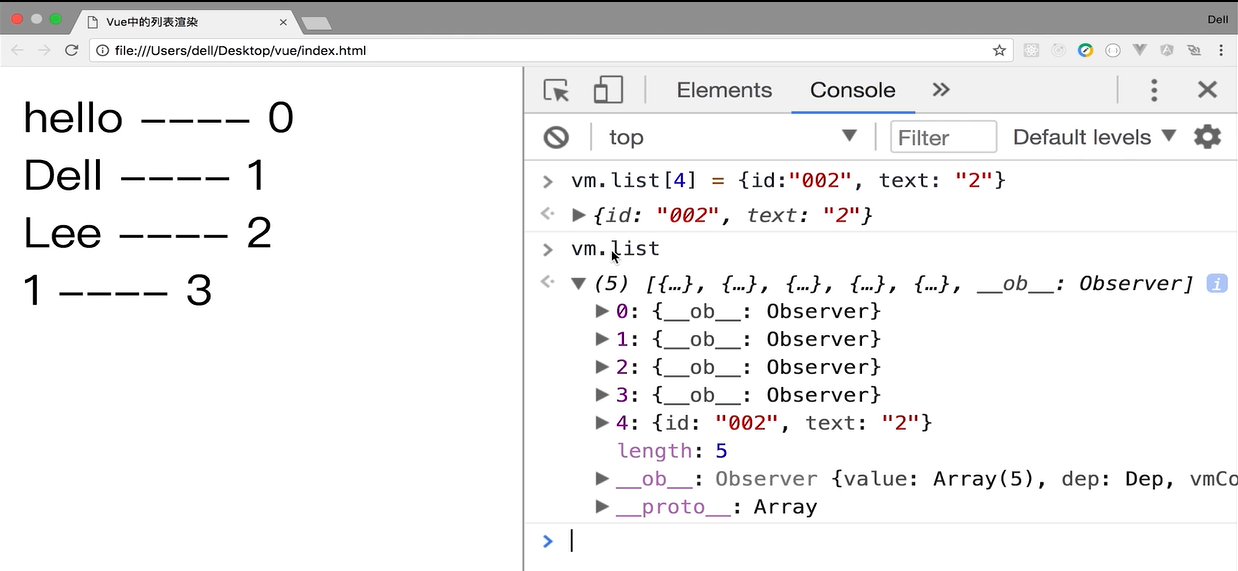 Vue中的列表渲染
Dell
file:///Users/dell/Desktop/vue/index.html
hello ---- 0
Dell ---- 1
Lee ---- 2
1 ---- 3
Elements Console
top Filter Default levels
vm.list[4] = {id:"002", text: "2"}
{id: "002", text: "2"}
vm.list
(5) [{…}, {…}, {…}, {…}, {…}, __ob__: Observer]
0: {__ob__: Observer}
1: {__ob__: Observer}
2: {__ob__: Observer}
3: {__ob__: Observer}
4: {id: "002", text: "2"}
length: 5
__ob__: Observer {value: Array(5), dep: Dep, vmCo
__proto__: Array